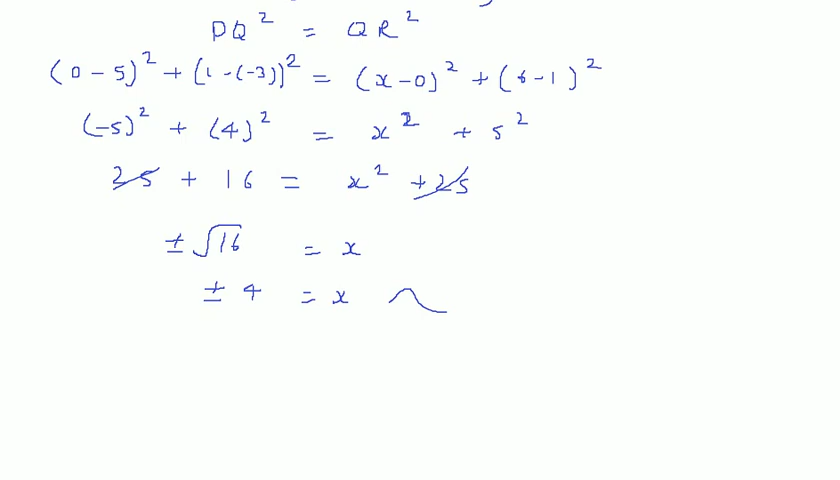 PQ² = QR²
(0 - 5)² + (1 - (-3))² = (x - 0)² + (6 - 1)²
(-5)² + (4)² = x² + 5²
25 + 16 = x² + 25
± √16 = x
± 4 = x